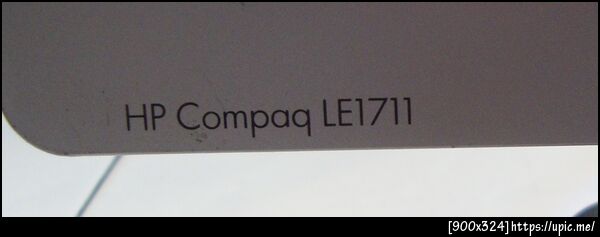 HP Compaq LE1711
[900x324]https://upic.me/